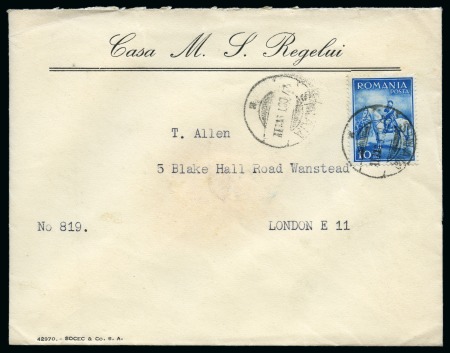 Casa M. S. Regelui
ROMANIA
POSTA
10
T. Allen
5 Blake Hall Road Wanstead
No 819.
LONDON E 11
42970. - SOCEC & Co. S. A.